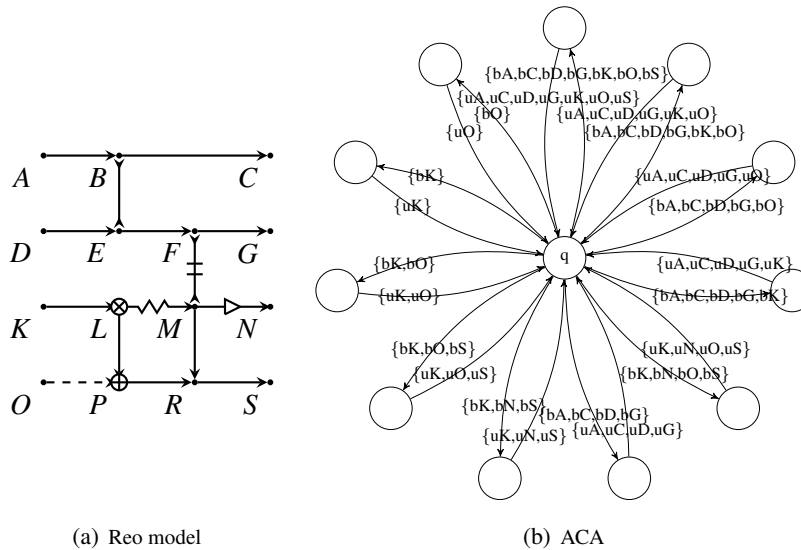 {bA,bC,bD,bG,bK,bO,bS}
{uA,uC,uD,uG,uK,uO,uS}
{bO}
{uA,uC,uD,uG,uK,uO}
{uO}
{bA,bC,bD,bG,bK,bO}
A B C
{bK}
{uA,uC,uD,uG,uO}
{uK}
{bA,bC,bD,bG,bO}
D E F G
q
{bK,bO}
{uA,uC,uD,uG,uK}
{uK,uO}
{bA,bC,bD,bG,bK}
K L M N
{bK,bO,bS}
{uK,uN,uO,uS}
{uK,uO,uS}
{bK,bN,bO,bS}
O P R S
{bK,bN,bS}
{bA,bC,bD,bG}
{uK,uN,uS}
{uA,uC,uD,uG}
(a) Reo model
(b) ACA